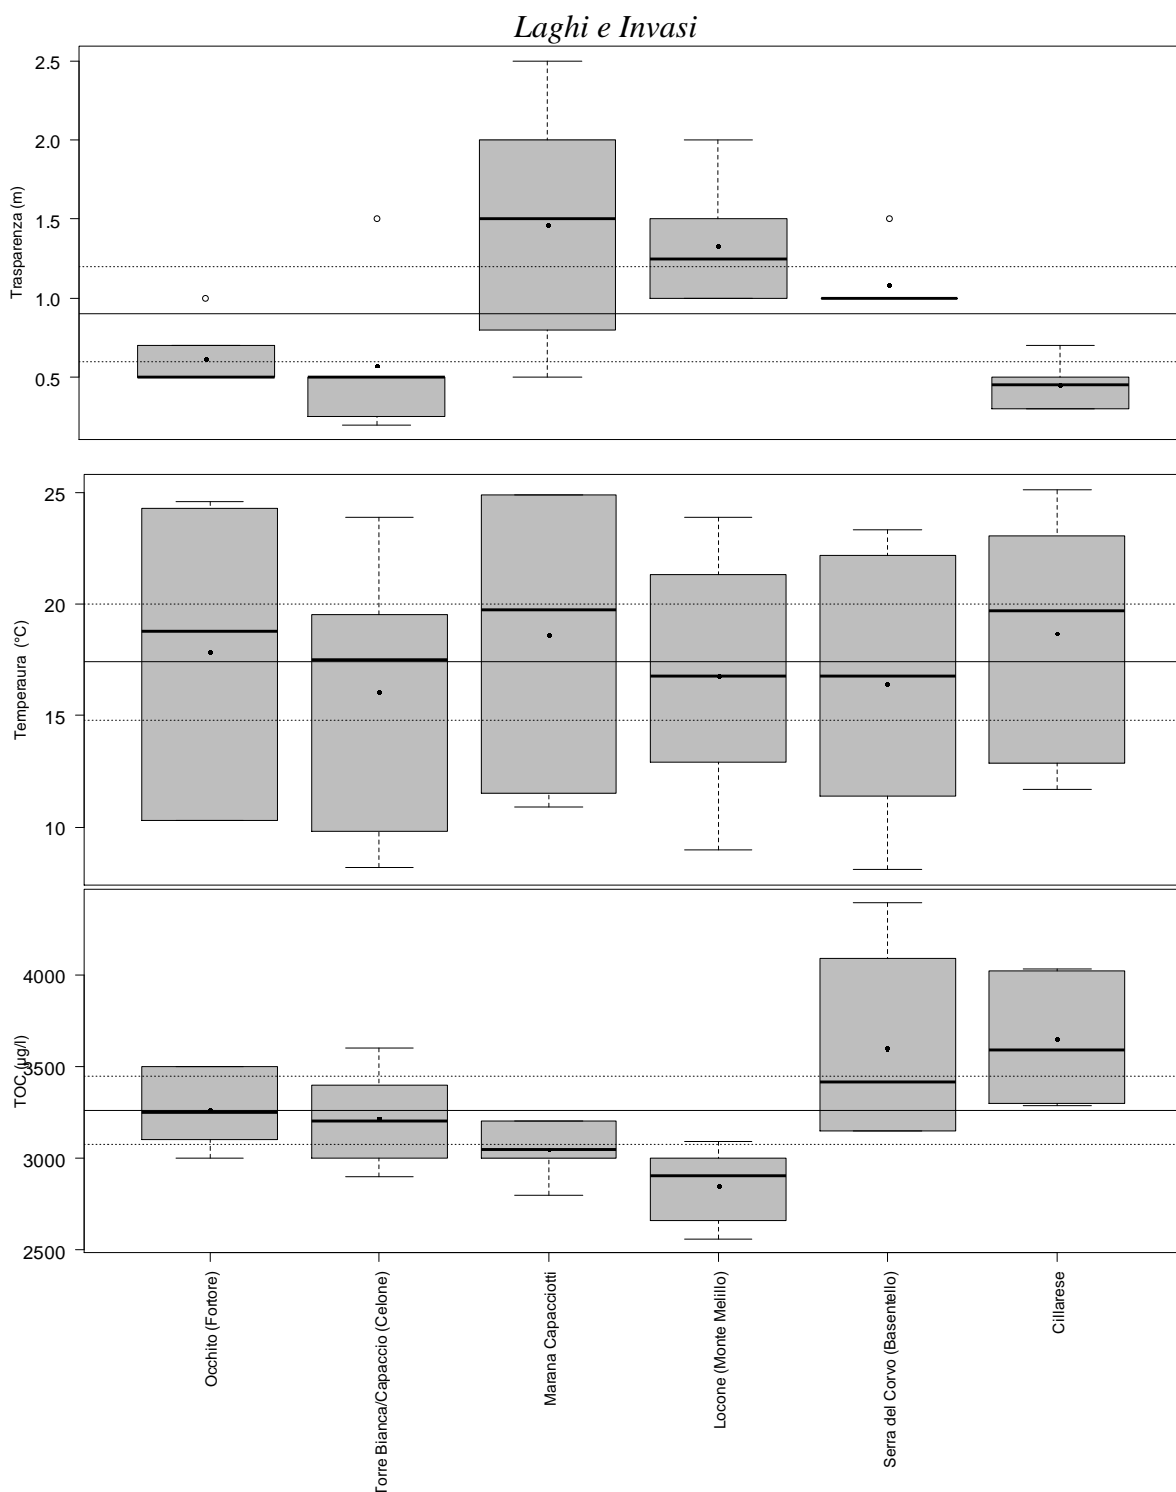 Laghi e Invasi
Trasparenza (m)
2.5
2.0
1.5
1.0
0.5
Temperaura (°C)
25
20
15
10
TOC (µg/l)
4000
3500
3000
2500
Occhito (Fortore)
Torre Bianca/Capaccio (Celone)
Marana Capacciotti
Locone (Monte Melillo)
Serra del Corvo (Basentello)
Cillarese